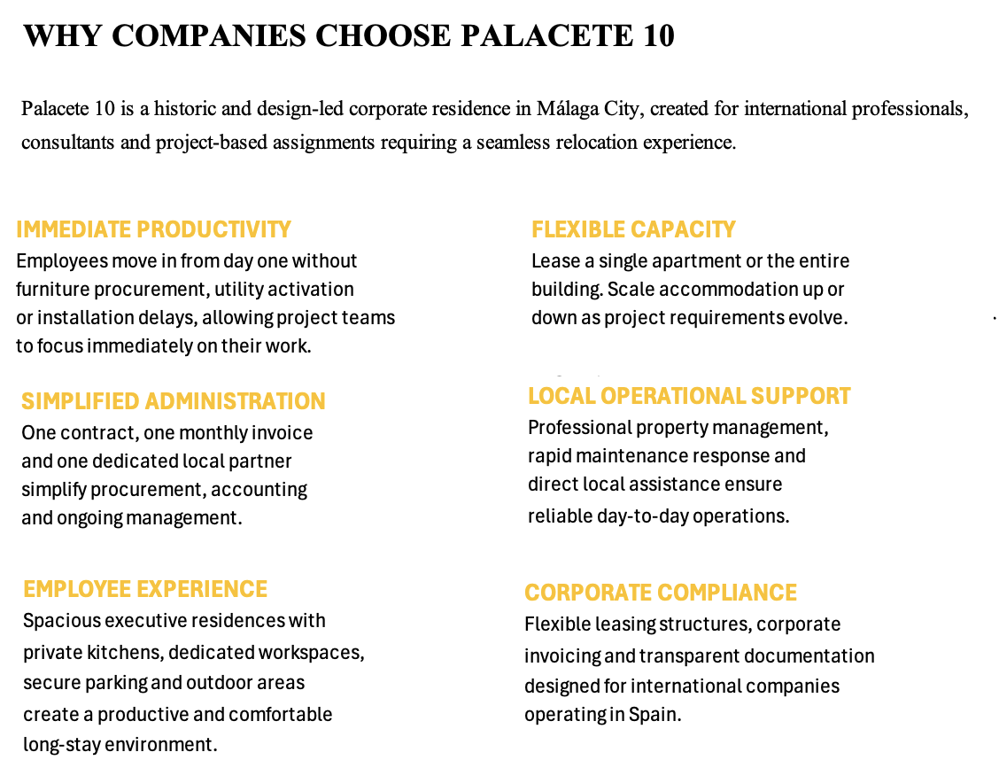 WHY COMPANIES CHOOSE PALACETE 10
Palacete 10 is a historic and design-led corporate residence in Málaga City, created for international professionals,
consultants and project-based assignments requiring a seamless relocation experience.
IMMEDIATE PRODUCTIVITY
Employees move in from day one without
furniture procurement, utility activation
or installation delays, allowing project teams
to focus immediately on their work.
FLEXIBLE CAPACITY
Lease a single apartment or the entire
building. Scale accommodation up or
down as project requirements evolve.
.
SIMPLIFIED ADMINISTRATION
One contract, one monthly invoice
and one dedicated local partner
simplify procurement, accounting
and ongoing management.
LOCAL OPERATIONAL SUPPORT
Professional property management,
rapid maintenance response and
direct local assistance ensure
reliable day-to-day operations.
EMPLOYEE EXPERIENCE
Spacious executive residences with
private kitchens, dedicated workspaces,
secure parking and outdoor areas
create a productive and comfortable
long-stay environment.
CORPORATE COMPLIANCE
Flexible leasing structures, corporate
invoicing and transparent documentation
designed for international companies
operating in Spain.